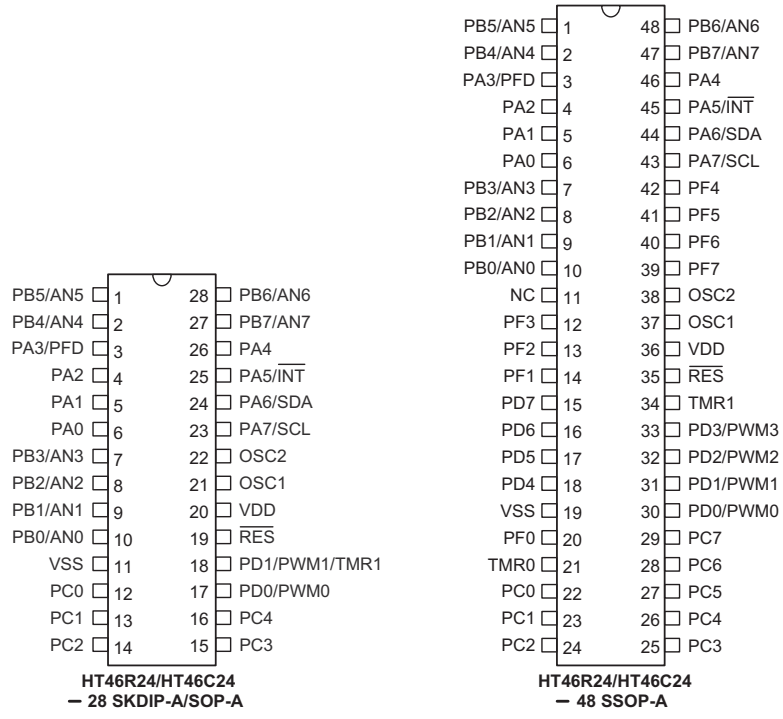 PB5/AN5 1 28 PB6/AN6
PB4/AN4 2 27 PB7/AN7
PA3/PFD 3 26 PA4
PA2 4 25 PA5/INT
PA1 5 24 PA6/SDA
PA0 6 23 PA7/SCL
PB3/AN3 7 22 OSC2
PB2/AN2 8 21 OSC1
PB1/AN1 9 20 VDD
PB0/AN0 10 19 RES
VSS 11 18 PD1/PWM1/TMR1
PC0 12 17 PD0/PWM0
PC1 13 16 PC4
PC2 14 15 PC3
HT46R24/HT46C24
– 28 SKDIP-A/SOP-A
PB5/AN5 1 48 PB6/AN6
PB4/AN4 2 47 PB7/AN7
PA3/PFD 3 46 PA4
PA2 4 45 PA5/INT
PA1 5 44 PA6/SDA
PA0 6 43 PA7/SCL
PB3/AN3 7 42 PF4
PB2/AN2 8 41 PF5
PB1/AN1 9 40 PF6
PB0/AN0 10 39 PF7
NC 11 38 OSC2
PF3 12 37 OSC1
PF2 13 36 VDD
PF1 14 35 RES
PD7 15 34 TMR1
PD6 16 33 PD3/PWM3
PD5 17 32 PD2/PWM2
PD4 18 31 PD1/PWM1
VSS 19 30 PD0/PWM0
PF0 20 29 PC7
TMR0 21 28 PC6
PC0 22 27 PC5
PC1 23 26 PC4
PC2 24 25 PC3
HT46R24/HT46C24
– 48 SSOP-A